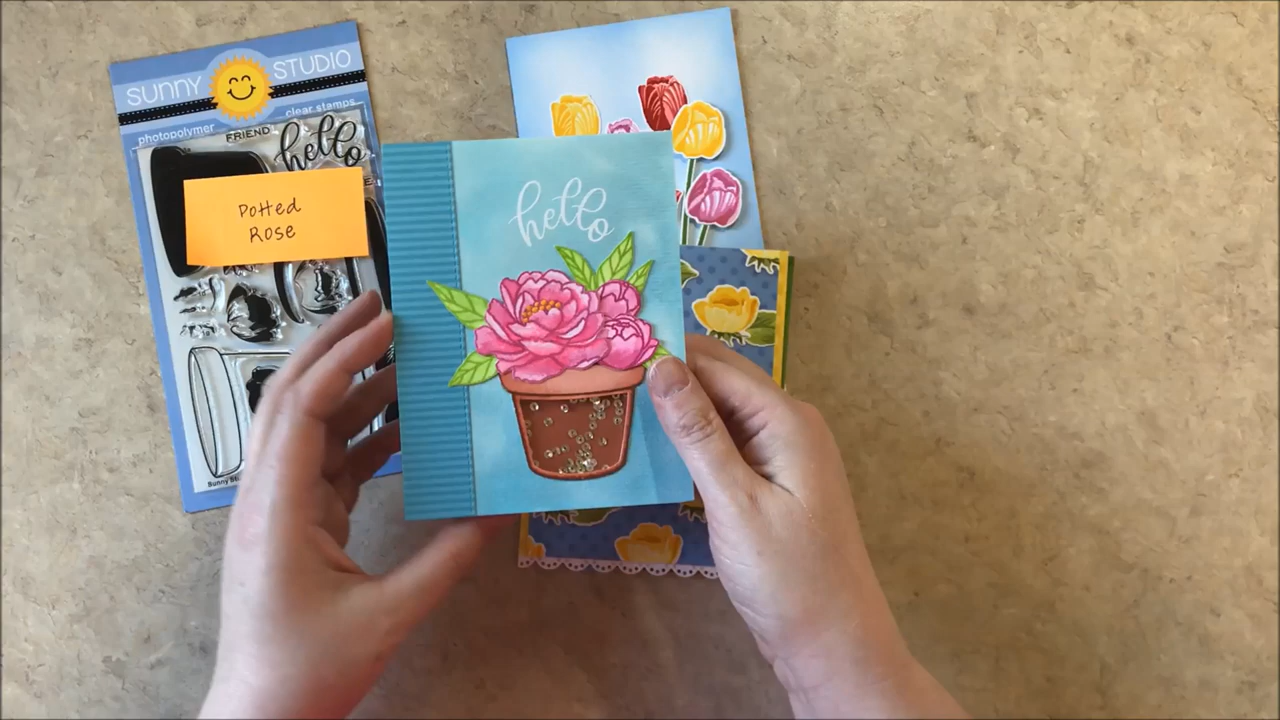 SUNNY STUDIO
photopolymer clear stamps
FRIEND
hello
Potted
Rose
hello